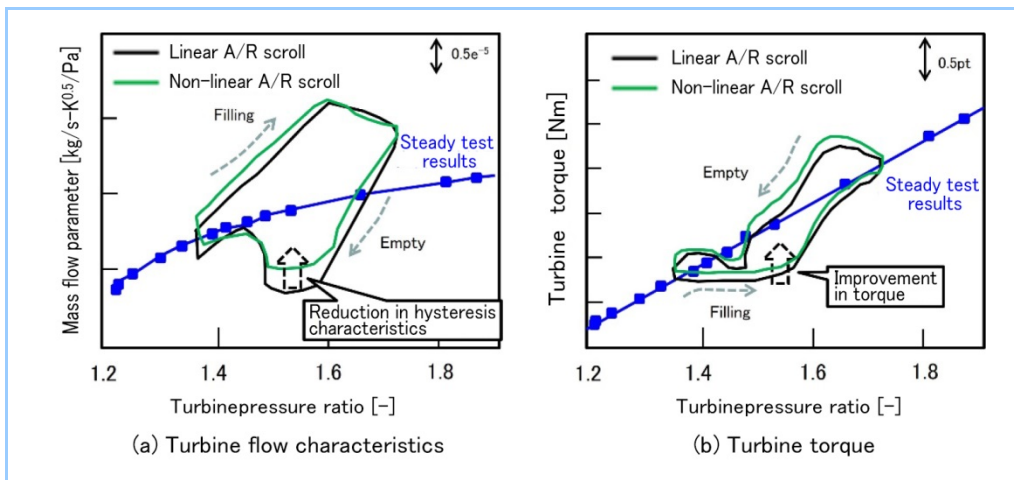 Linear A/R scroll
Non-linear A/R scroll
0.5e⁻⁵
Filling
Steady test
results
Empty
Reduction in hysteresis
characteristics
Mass flow parameter [kg/s-K⁰·⁵/Pa]
1.2
1.4
1.6
1.8
Turbinepressure ratio [-]
(a) Turbine flow characteristics
Linear A/R scroll
Non-linear A/R scroll
0.5pt
Empty
Steady test
results
Improvement
in torque
Filling
Turbine torque [Nm]
1.2
1.4
1.6
1.8
Turbinepressure ratio [-]
(b) Turbine torque